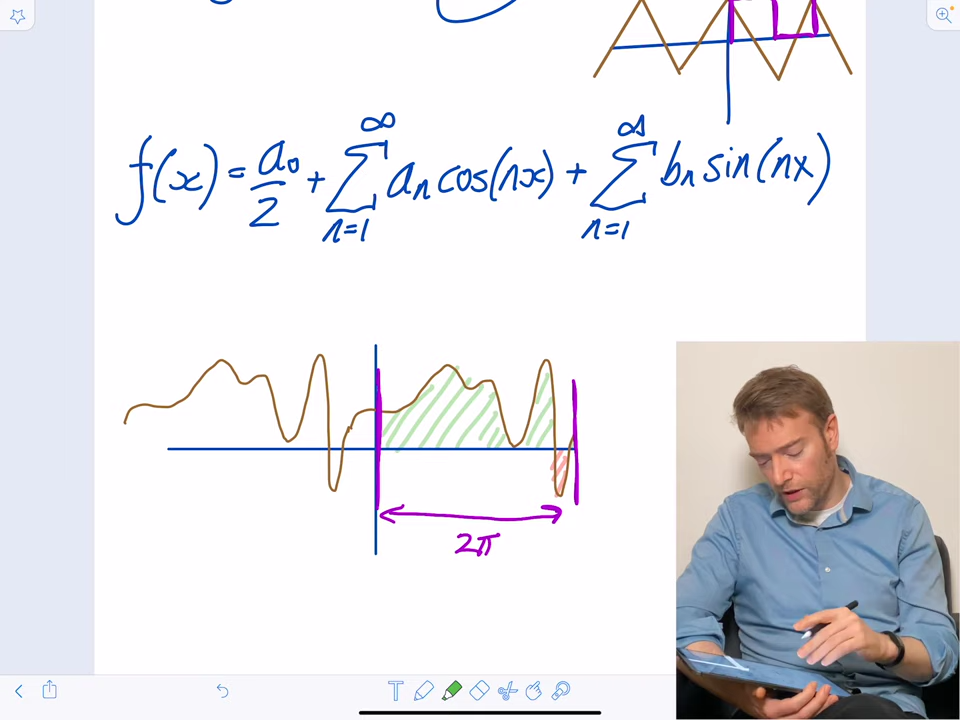 f(x) = a₀/2 + ∞∑n=1 aₙ cos(nx) + ∞∑n=1 bₙ sin(nx)
2π
T